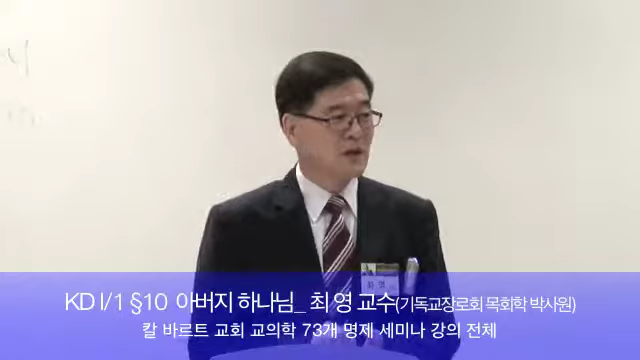 KD I/1 §10 아버지 하나님_ 최 영 교수(기독교장로회 목회학 박사원)
칼 바르트 교회 교의학 73개 명제 세미나 강의 전체
최 영